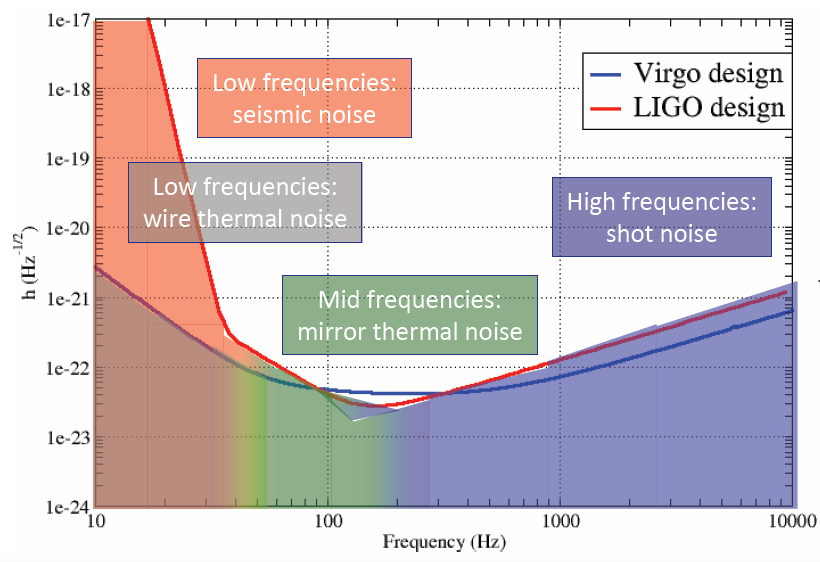 1e-17
1e-18
1e-19
1e-20
1e-21
1e-22
1e-23
1e-24
h (Hz^-1/2)
Low frequencies:
seismic noise
Virgo design
LIGO design
Low frequencies:
wire thermal noise
High frequencies:
shot noise
Mid frequencies:
mirror thermal noise
10
100
1000
10000
Frequency (Hz)